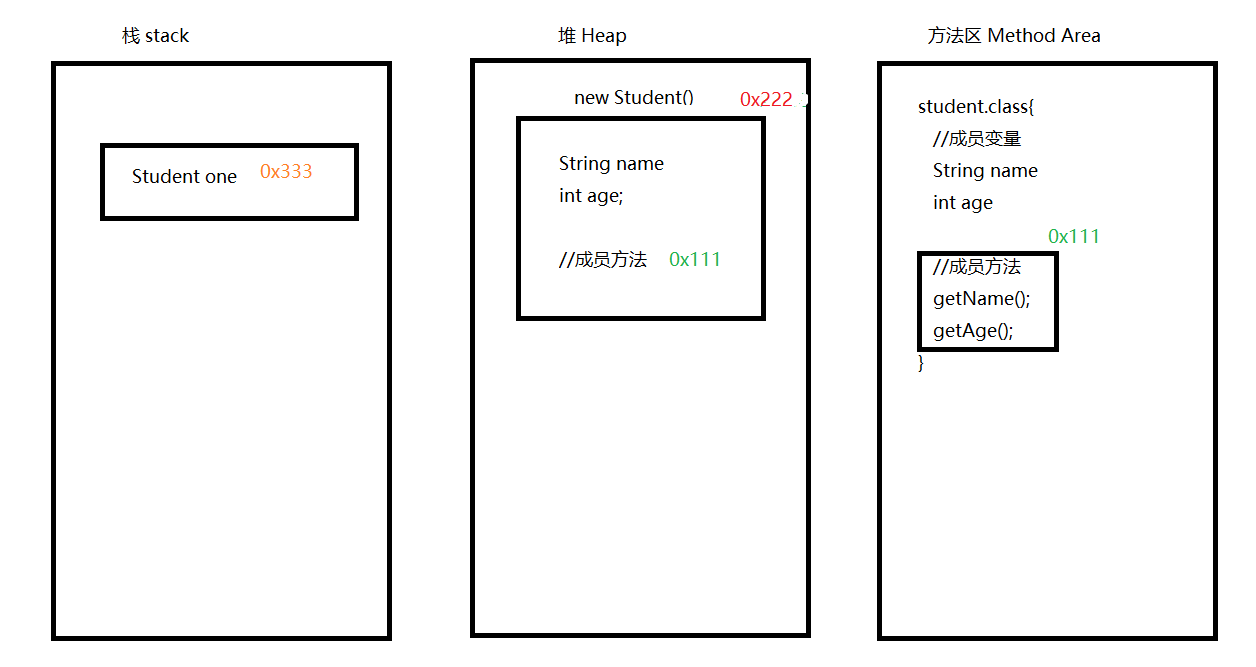 栈 stack
Student one 0x333
堆 Heap
new Student() 0x222
String name
int age;
//成员方法 0x111
方法区 Method Area
student.class{
//成员变量
String name
int age
0x111
//成员方法
getName();
getAge();
}